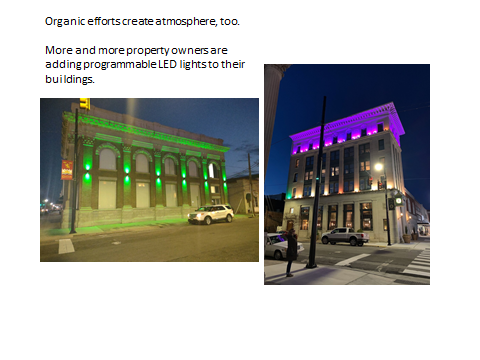 Organic efforts create atmosphere, too.
More and more property owners are
adding programmable LED lights to their
buildings.